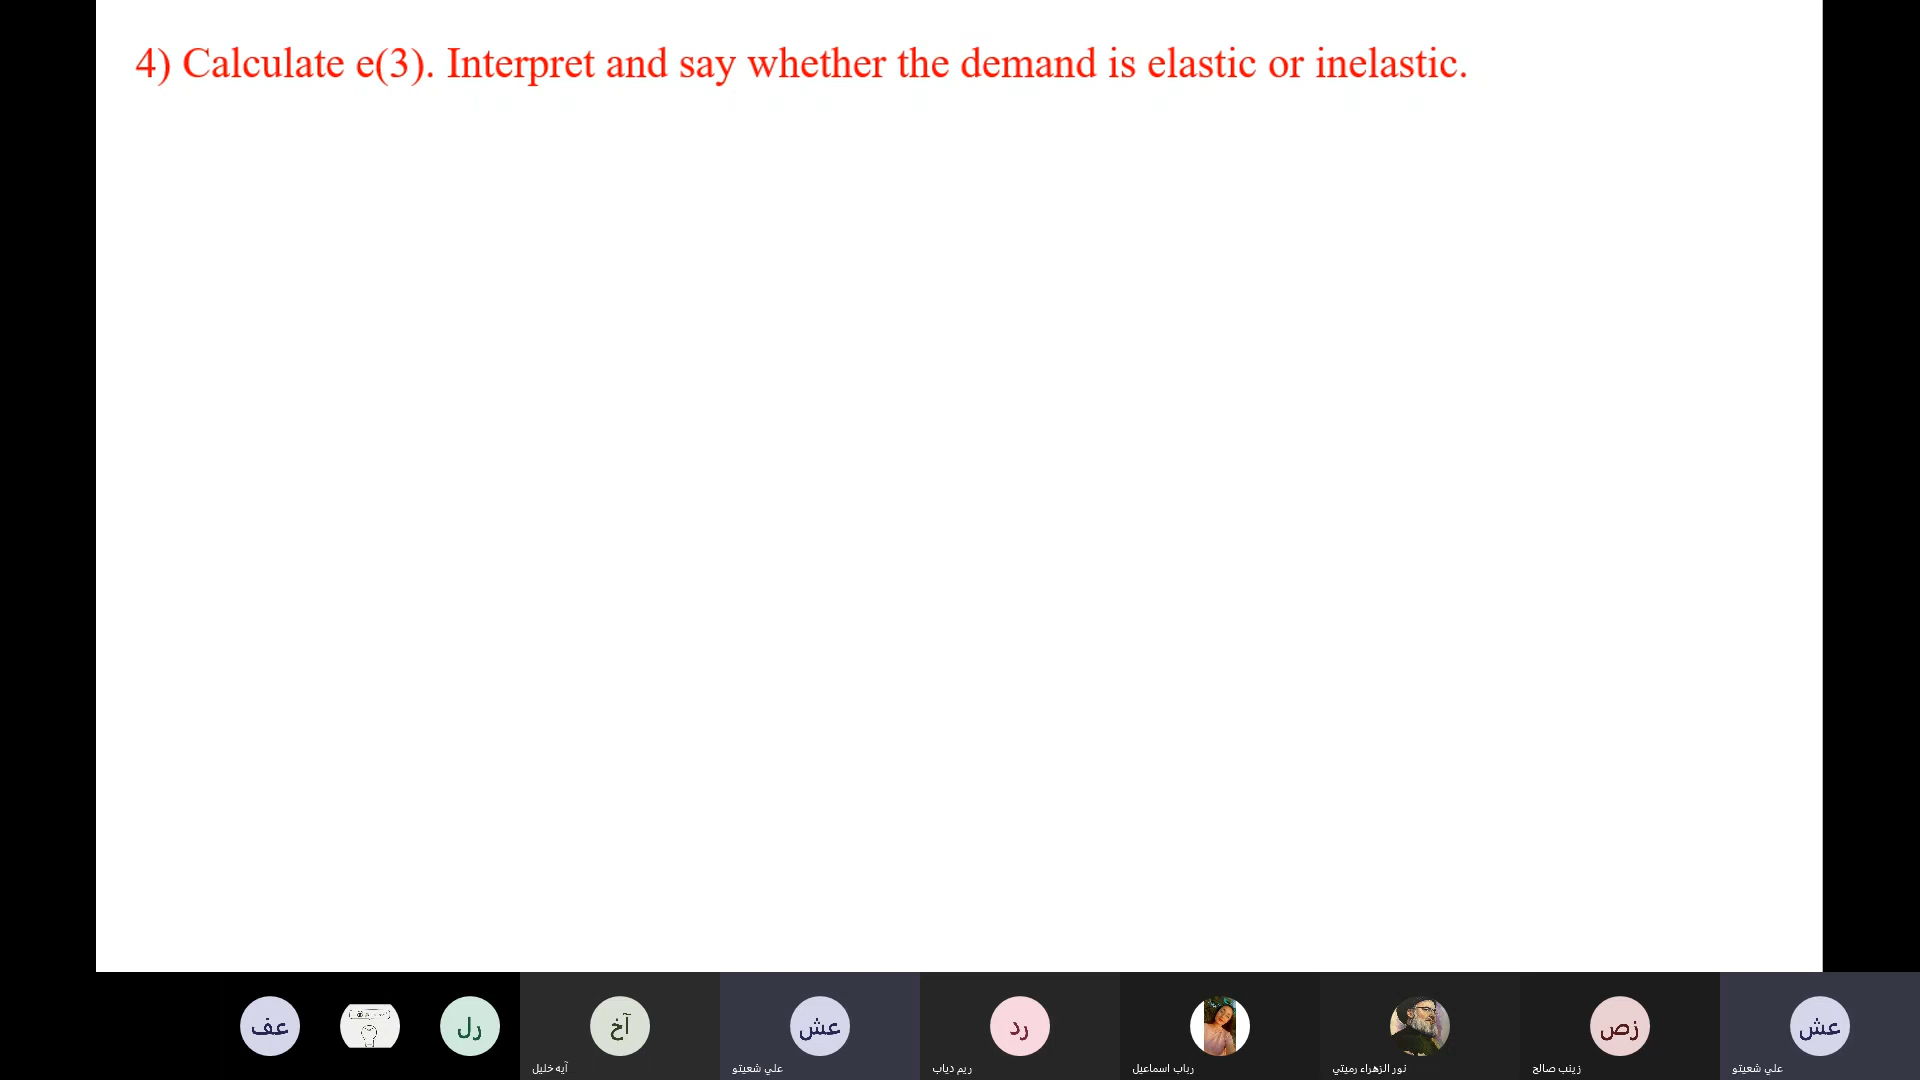 4) Calculate e(3). Interpret and say whether the demand is elastic or inelastic.
عف
رل
آخ
عش
رد
زص
عش
آيه خليل
علي شعيتو
ريم دياب
رباب اسماعيل
نور الزهراء رميتي
زينب صالح
علي شعيتو